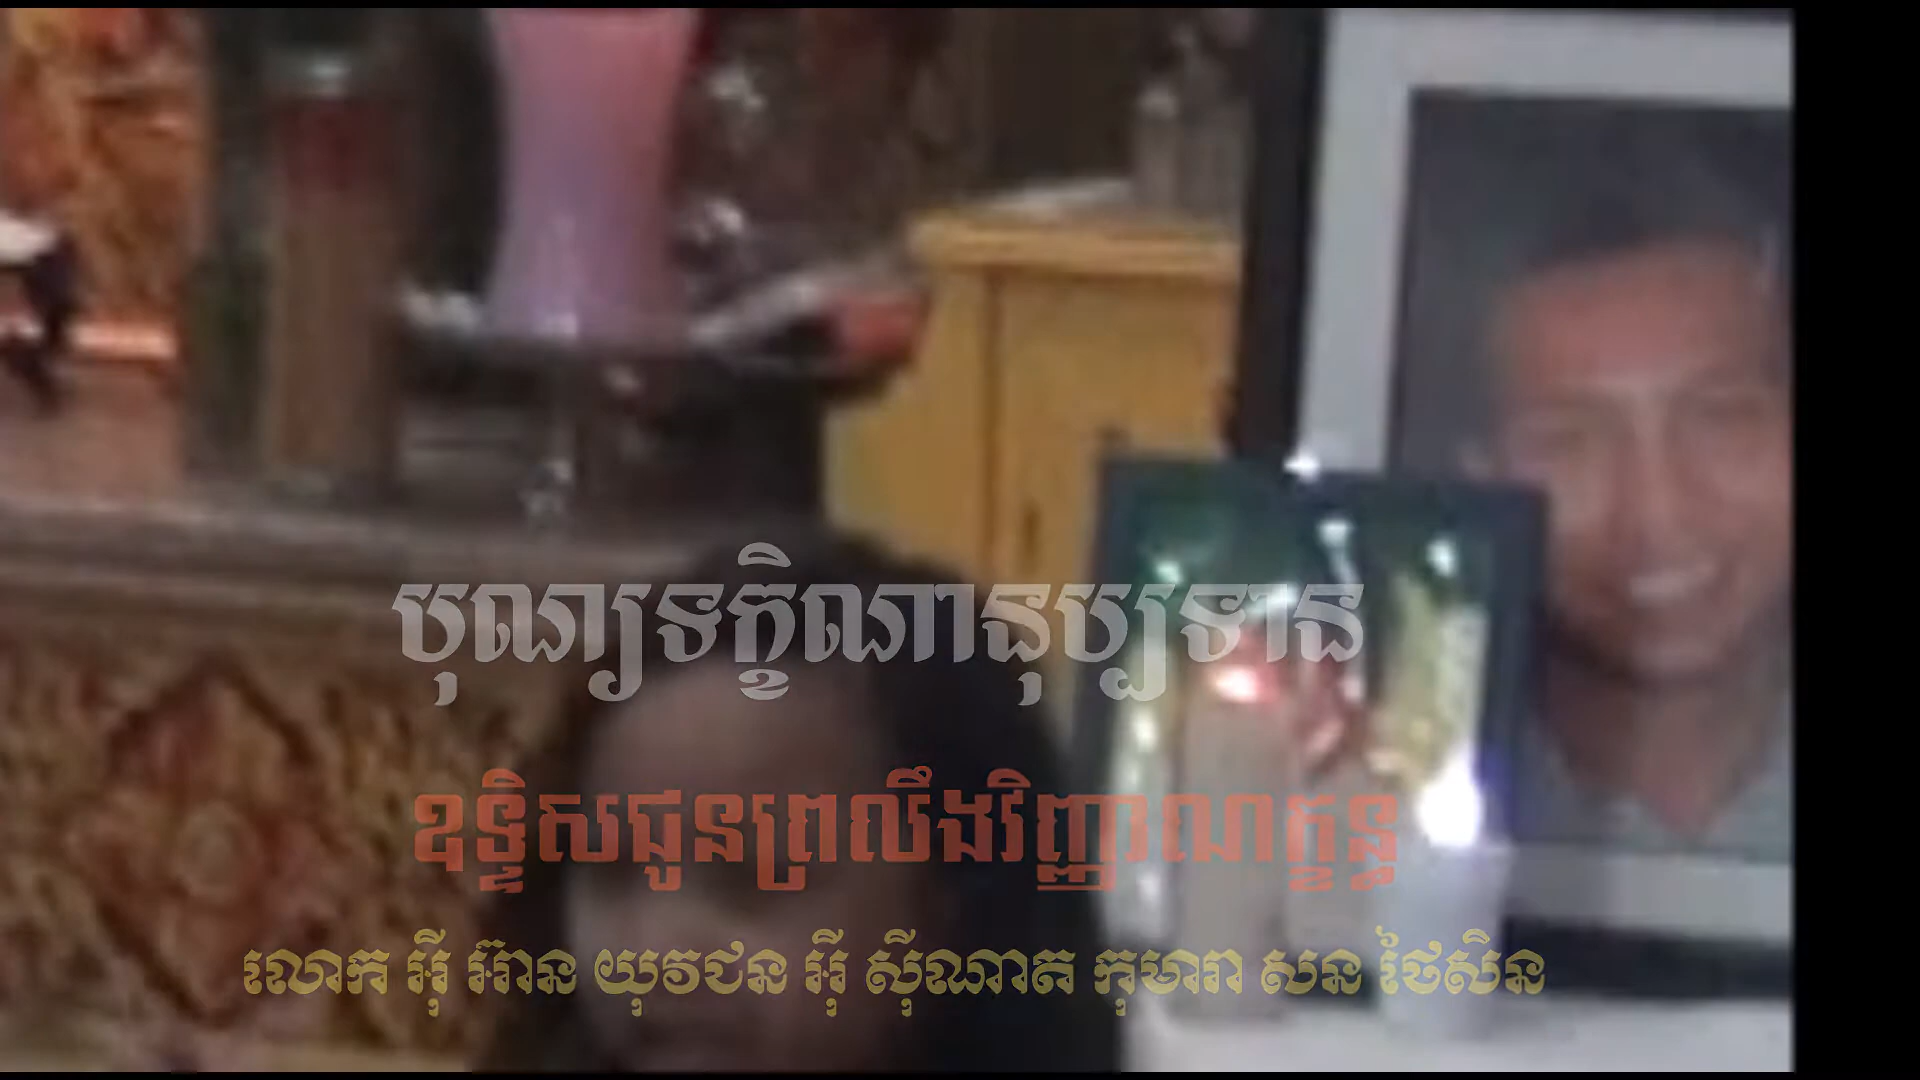 បុណ្យទក្ខិណានុប្បទាន
ឧទ្ទិសជូនព្រលឹងវិញ្ញាណក្ខន្ធ
លោក អ៊ី អ៊ាន យុវជន អ៊ី ស៊ីណាត កុមារា សន ថៃសិន